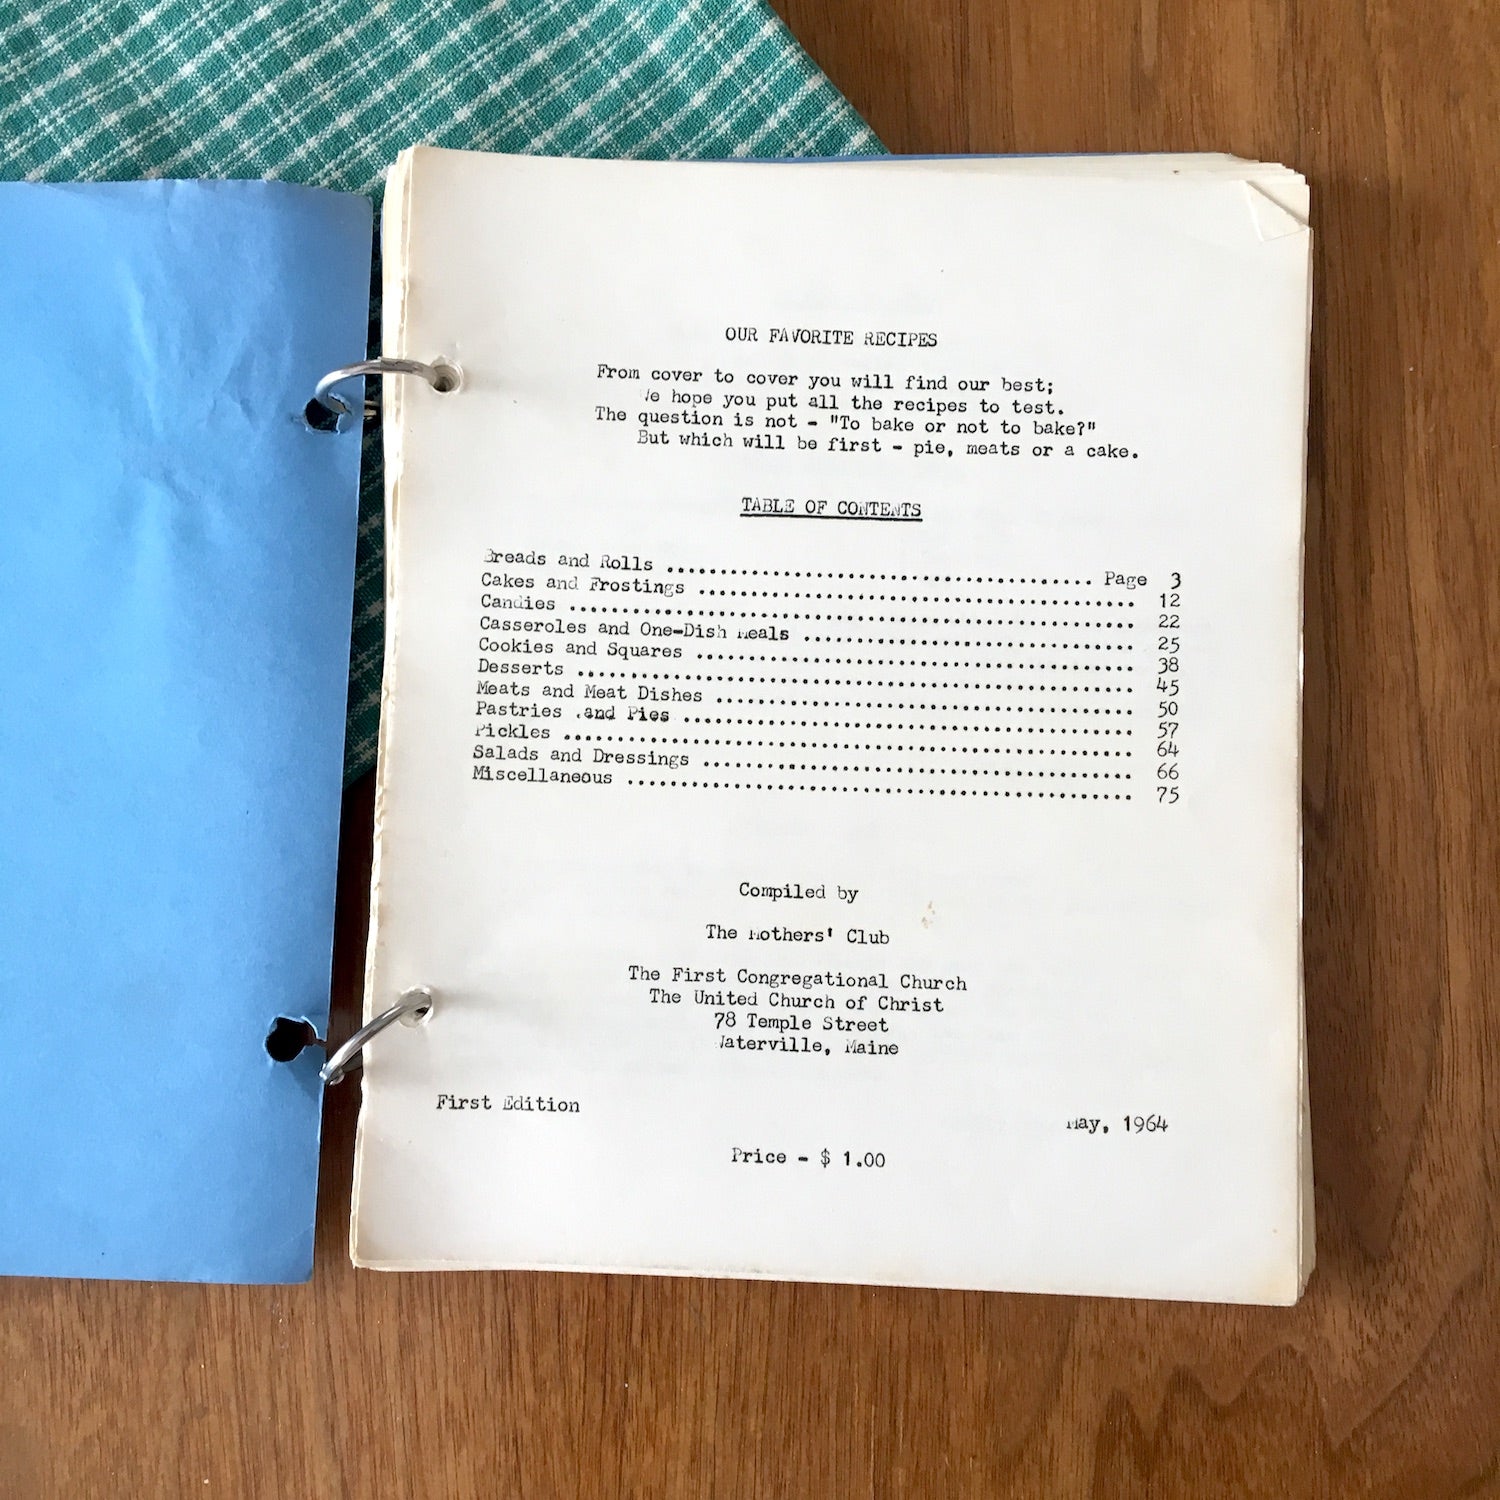 OUR FAVORITE RECIPES
From cover to cover you will find our best;
We hope you put all the recipes to test.
The question is not - "To bake or not to bake?"
But which will be first - pie, meats or a cake.
TABLE OF CONTENTS
Breads and Rolls ........................................ Page 3
Cakes and Frostings ........................................ 12
Candies ..................................................... 22
Casseroles and One-Dish Meals ............................... 25
Cookies and Squares ........................................ 38
Desserts .................................................... 45
Meats and Meat Dishes ....................................... 50
Pastries .and Pies .......................................... 57
Pickles ..................................................... 64
Salads and Dressings ........................................ 66
Miscellaneous ............................................... 75
Compiled by
The Mothers' Club
The First Congregational Church
The United Church of Christ
78 Temple Street
Waterville, Maine
First Edition
May, 1964
Price - $ 1.00